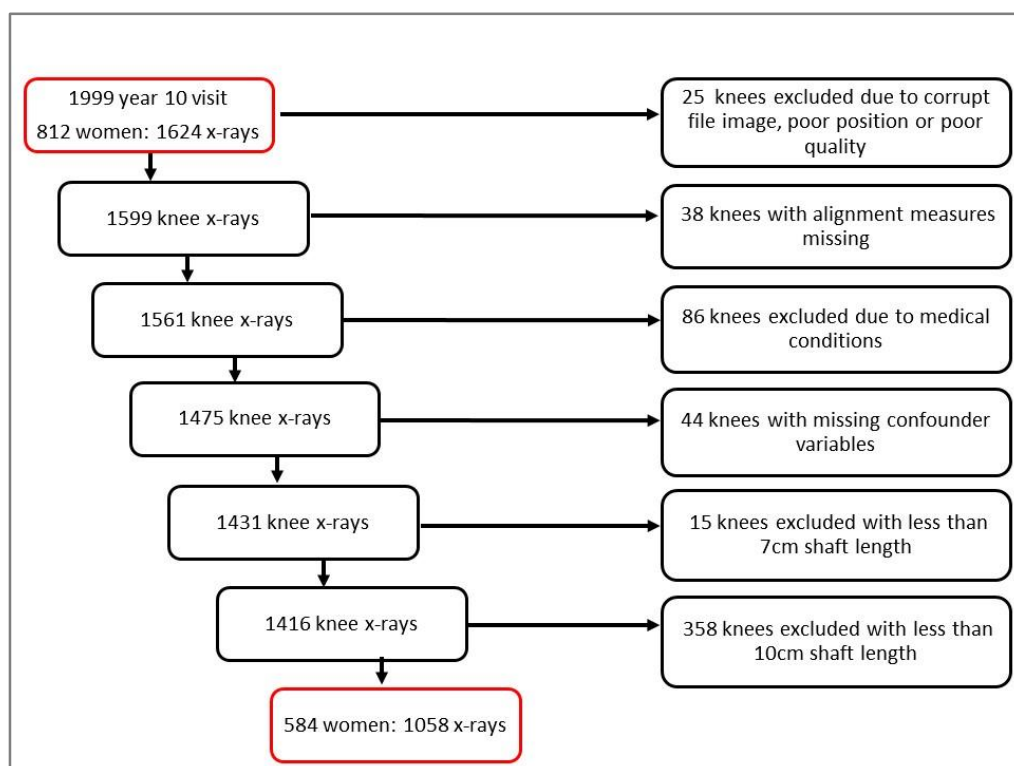 1999 year 10 visit
812 women: 1624 x-rays
25 knees excluded due to corrupt
file image, poor position or poor
quality
1599 knee x-rays
38 knees with alignment measures
missing
1561 knee x-rays
86 knees excluded due to medical
conditions
1475 knee x-rays
44 knees with missing confounder
variables
1431 knee x-rays
15 knees excluded with less than
7cm shaft length
1416 knee x-rays
358 knees excluded with less than
10cm shaft length
584 women: 1058 x-rays